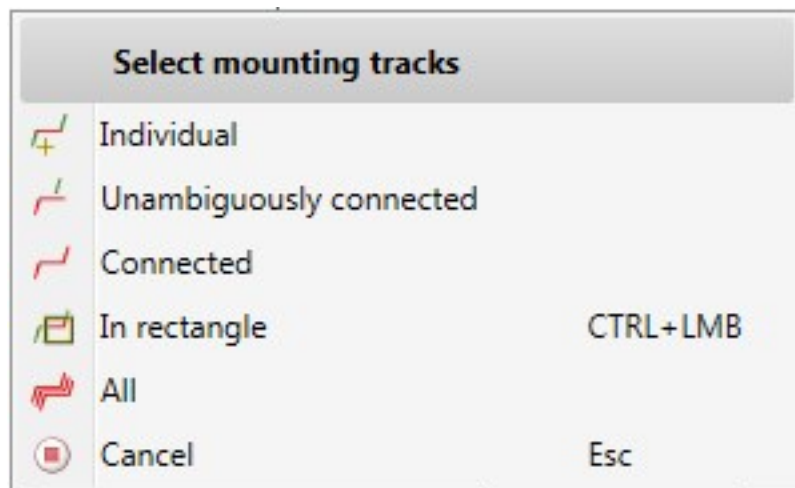 Select mounting tracks
Individual
Unambiguously connected
Connected
In rectangle CTRL+LMB
All
Cancel Esc